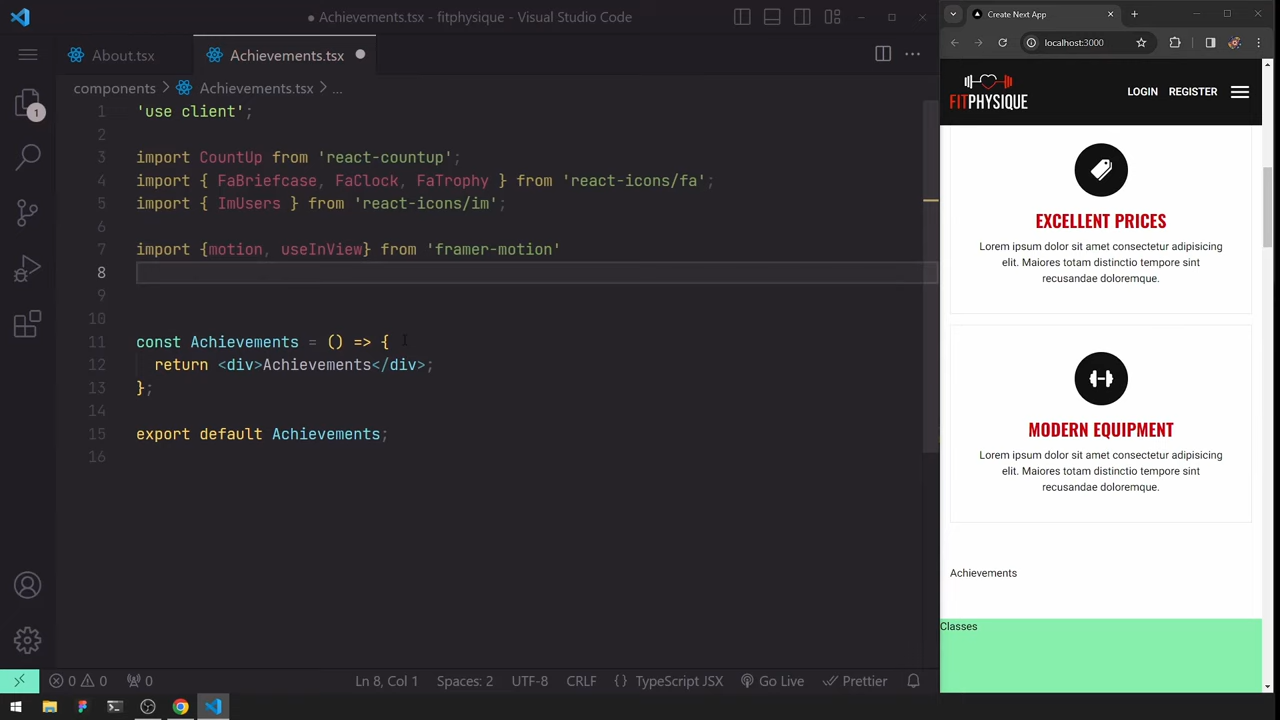 ● Achievements.tsx - fitphysique - Visual Studio Code
About.tsx
Achievements.tsx ●
components > Achievements.tsx > ...
1 'use client';
2
3 import CountUp from 'react-countup';
4 import { FaBriefcase, FaClock, FaTrophy } from 'react-icons/fa';
5 import { ImUsers } from 'react-icons/im';
6
7 import {motion, useInView} from 'framer-motion'
8
9
10
11 const Achievements = () => {
12 return <div>Achievements</div>;
13 };
14
15 export default Achievements;
16
1
0 0
0
Ln 8, Col 1
Spaces: 2
UTF-8
CRLF
{} TypeScript JSX
Go Live
Prettier
Create Next App
localhost:3000
FITPHYSIQUE
LOGIN
REGISTER
EXCELLENT PRICES
Lorem ipsum dolor sit amet consectetur adipisicing
elit. Maiores totam distinctio tempore sint
recusandae doloremque.
MODERN EQUIPMENT
Lorem ipsum dolor sit amet consectetur adipisicing
elit. Maiores totam distinctio tempore sint
recusandae doloremque.
Achievements
Classes